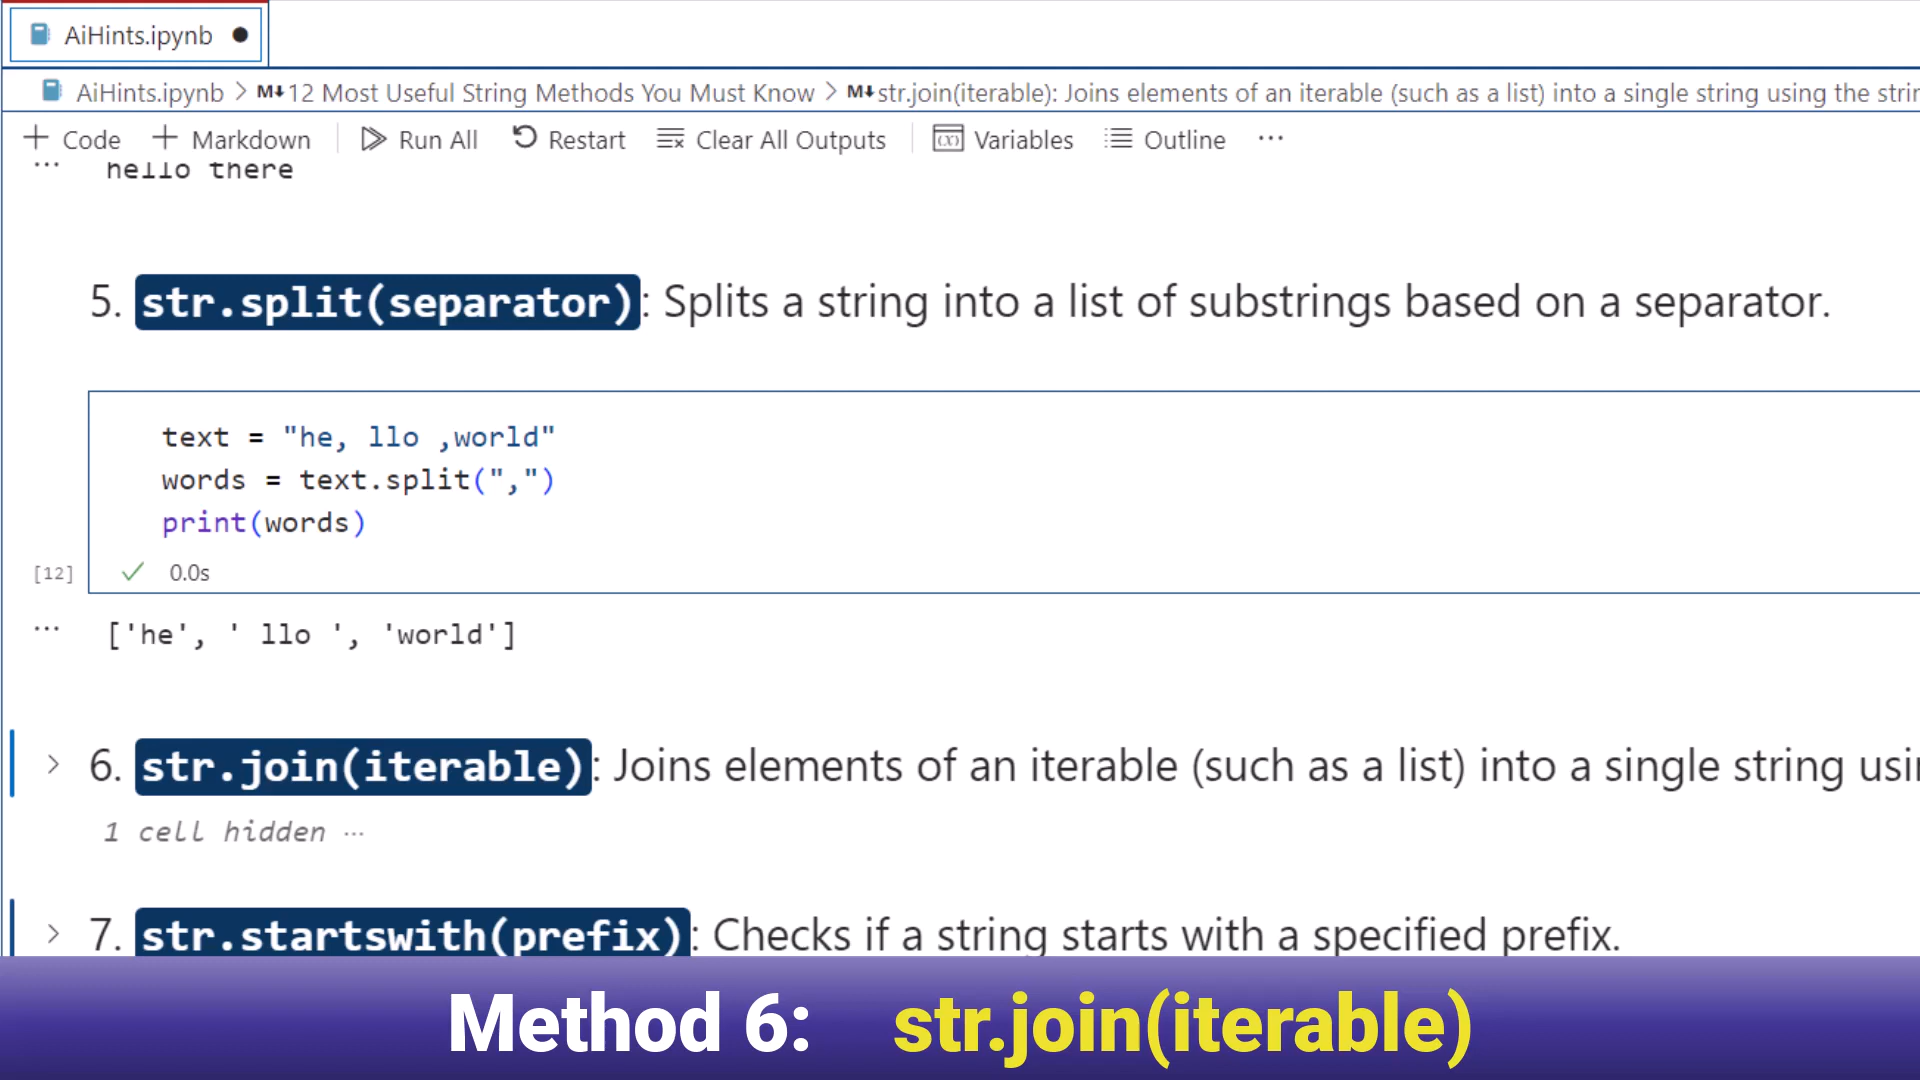 AiHints.ipynb
AiHints.ipynb > M↓ 12 Most Useful String Methods You Must Know > M↓ str.join(iterable): Joins elements of an iterable (such as a list) into a single string using the
+ Code + Markdown Run All Restart Clear All Outputs Variables Outline ...
... hello there
5. str.split(separator): Splits a string into a list of substrings based on a separator.
text = "he, llo ,world"
words = text.split(",")
print(words)
[12] ✓ 0.0s
... ['he', ' llo ', 'world']
> 6. str.join(iterable): Joins elements of an iterable (such as a list) into a single string
1 cell hidden ...
> 7. str.startswith(prefix): Checks if a string starts with a specified prefix.
Method 6: str.join(iterable)